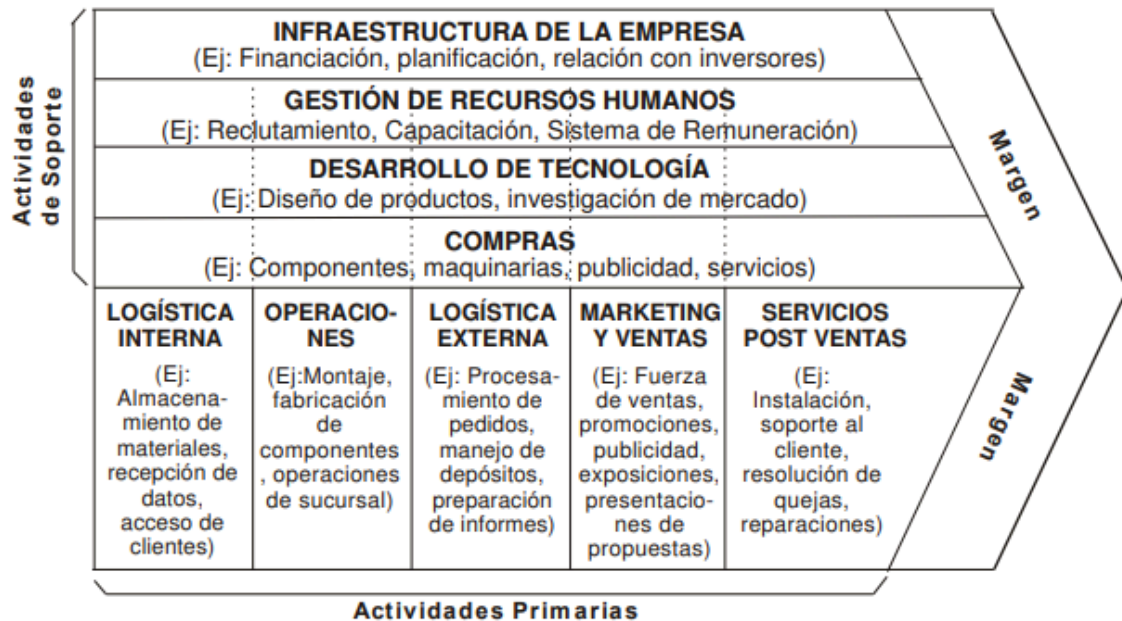 Actividades
de Soporte
INFRAESTRUCTURA DE LA EMPRESA
(Ej: Financiación, planificación, relación con inversores)
GESTIÓN DE RECURSOS HUMANOS
(Ej: Reclutamiento, Capacitación, Sistema de Remuneración)
DESARROLLO DE TECNOLOGÍA
(Ej: Diseño de productos, investigación de mercado)
COMPRAS
(Ej: Componentes, maquinarias, publicidad, servicios)
Margen
LOGÍSTICA
INTERNA
(Ej:
Almacena-
miento de
materiales,
recepción de
datos,
acceso de
clientes)
OPERACIO-
NES
(Ej:Montaje,
fabricación
de
componentes
, operaciones
de sucursal)
LOGÍSTICA
EXTERNA
(Ej: Procesa-
miento de
pedidos,
manejo de
depósitos,
preparación
de informes)
MARKETING
Y VENTAS
(Ej: Fuerza
de ventas,
promociones,
publicidad,
exposiciones,
presentacio-
nes de
propuestas)
SERVICIOS
POST VENTAS
(Ej:
Instalación,
soporte al
cliente,
resolución de
quejas,
reparaciones)
Margen
Actividades Primarias